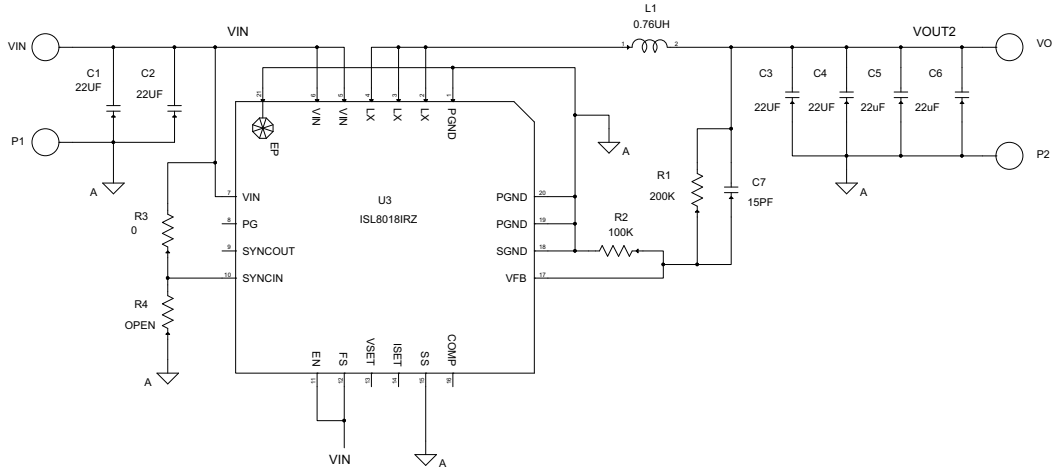 L1
0.76UH
VIN
VIN
1
2
VOUT2
VO
C1
22UF
C2
22UF
C3
22UF
C4
22UF
C5
22uF
C6
22uF
P1
P2
A
A
A
21
6
5
4
3
2
1
VIN
VIN
LX
LX
LX
PGND
EP
U3
ISL8018IRZ
7
VIN
8
PG
9
SYNCOUT
10
SYNCIN
PGND
20
PGND
19
SGND
18
VFB
17
R3
0
R4
OPEN
A
R2
100K
R1
200K
C7
15PF
EN
FS
VSET
ISET
SS
COMP
11
12
13
14
15
16
VIN
A